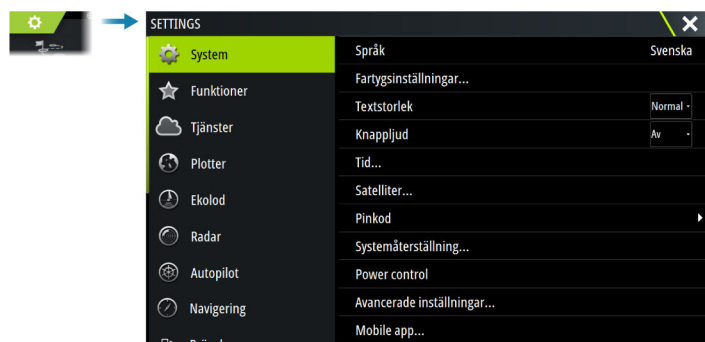 SETTINGS
System
Funktioner
Tjänster
Plotter
Ekolod
Radar
Autopilot
Navigering
Språk Svenska
Fartygsinställningar...
Textstorlek Normal
Knappljud Av
Tid...
Satelliter...
Pinkod
Systemåterställning...
Power control
Avancerade inställningar...
Mobile app...